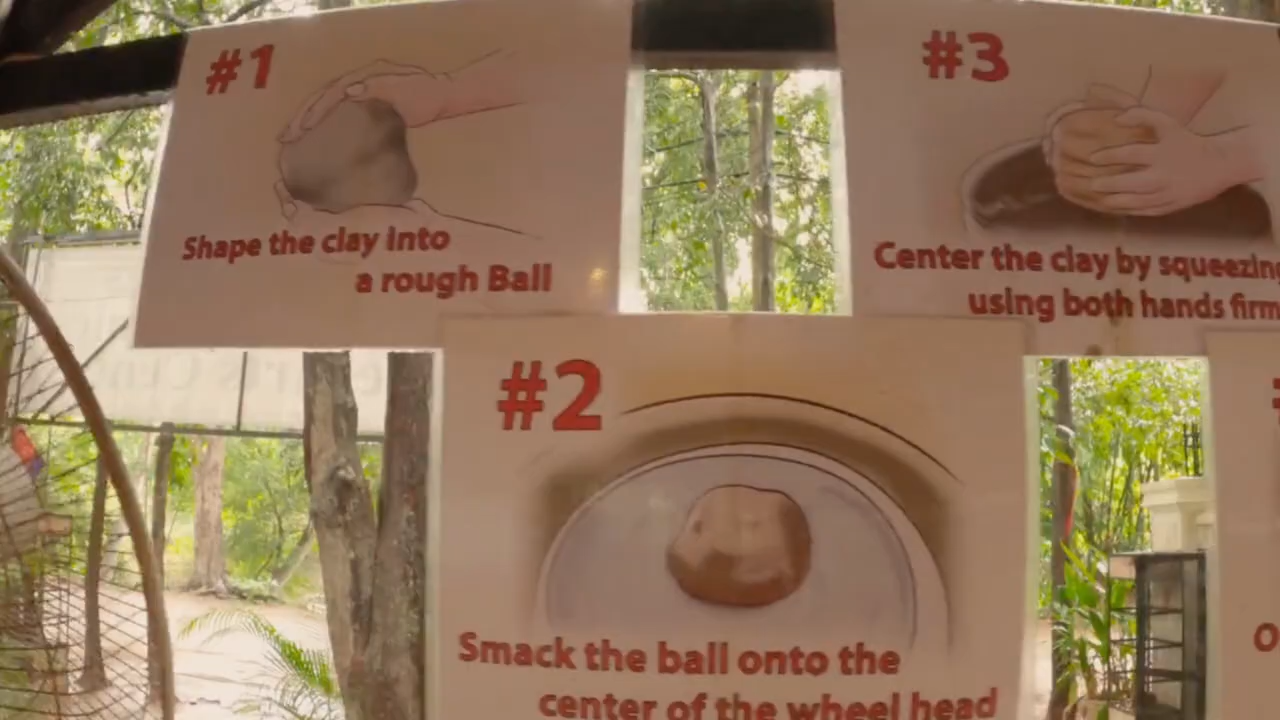 #1
Shape the clay into
a rough Ball
#2
Smack the ball onto the
center of the wheel head
#3
Center the clay by squeezing
using both hands